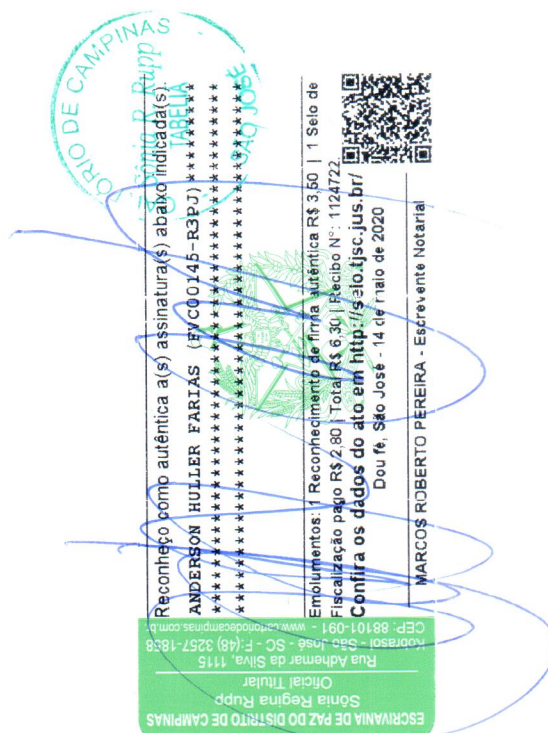 ESCRIVANIA DE PAZ DO DISTRITO DE CAMPINAS
Sônia Regina Rupp
Oficial Titular
Rua Adhemar da Silva, 1115
Kobrasol - São José - SC - F:(48) 3257-1858
CEP: 88101-091 - www.cartoriodecampinas.com.br
Reconheço como autêntica a(s) assinatura(s) abaixo indicada(s).
ANDERSON HULLER FARIAS (FVC00145-R3PJ) **********
****************************************************
****************************************************
Emolumentos: 1 Reconhecimento de firma autêntica R$ 3,50 | 1 Selo de
Fiscalização pago R$ 2,80 | Total R$ 6,30 | Recibo Nº: 1124722
Confira os dados do ato em http://selo.tjsc.jus.br/
Dou fé, São José - 14 de maio de 2020
MARCOS ROBERTO PEREIRA - Escrevente Notarial
ÓRIO DE CAMPINAS
Sônia R. Rupp
TABELIÃ
SÃO JOSÉ